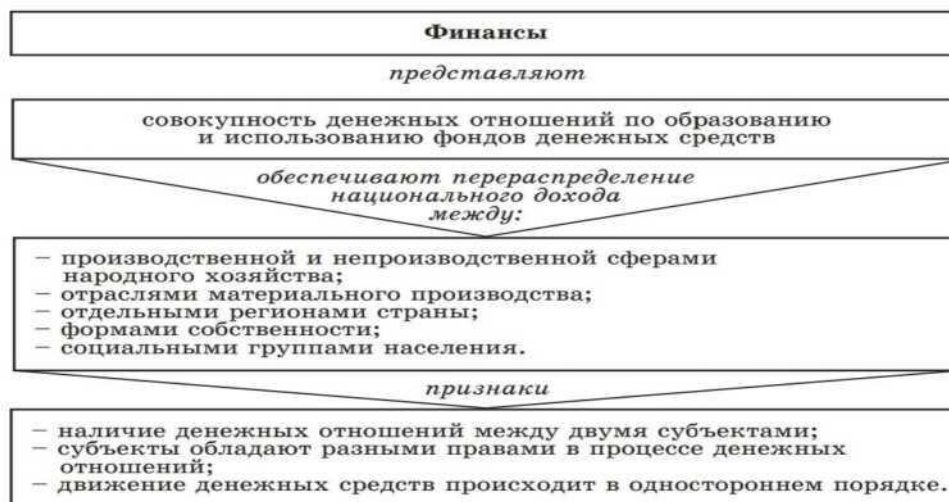 Финансы
представляют
совокупность денежных отношений по образованию
и использованию фондов денежных средств
обеспечивают перераспределение
национального дохода
между:
– производственной и непроизводственной сферами
народного хозяйства;
– отраслями материального производства;
– отдельными регионами страны;
– формами собственности;
– социальными группами населения.
признаки
– наличие денежных отношений между двумя субъектами;
– субъекты обладают разными правами в процессе денежных
отношений;
– движение денежных средств происходит в одностороннем порядке.